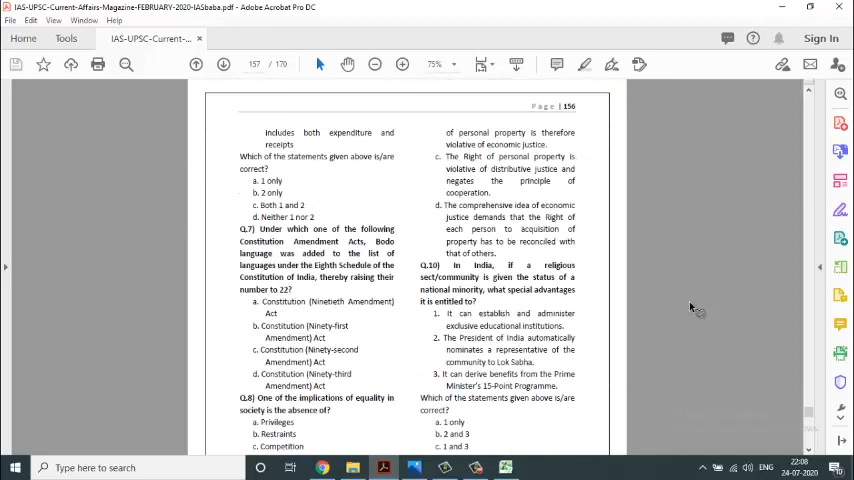 IAS-UPSC-Current-Affairs-Magazine-FEBRUARY-2020-IASbaba.pdf - Adobe Acrobat Pro DC
File Edit View Window Help
Home Tools IAS-UPSC-Current-... × Sign In
157 / 170 75%
Page | 156
includes both expenditure and
receipts
Which of the statements given above is/are
correct?
a. 1 only
b. 2 only
c. Both 1 and 2
d. Neither 1 nor 2
Q.7) Under which one of the following
Constitution Amendment Acts, Bodo
language was added to the list of
languages under the Eighth Schedule of the
Constitution of India, thereby raising their
number to 22?
a. Constitution (Ninetieth Amendment)
Act
b. Constitution (Ninety-first
Amendment) Act
c. Constitution (Ninety-second
Amendment) Act
d. Constitution (Ninety-third
Amendment) Act
Q.8) One of the implications of equality in
society is the absence of?
a. Privileges
b. Restraints
c. Competition
of personal property is therefore
violative of economic justice.
c. The Right of personal property is
violative of distributive justice and
negates the principle of
cooperation.
d. The comprehensive idea of economic
justice demands that the Right of
each person to acquisition of
property has to be reconciled with
that of others.
Q.10) In India, if a religious
sect/community is given the status of a
national minority, what special advantages
it is entitled to?
1. It can establish and administer
exclusive educational institutions.
2. The President of India automatically
nominates a representative of the
community to Lok Sabha.
3. It can derive benefits from the Prime
Minister's 15-Point Programme.
Which of the statements given above is/are
correct?
a. 1 only
b. 2 and 3
c. 1 and 3
Type here to search
ENG
22:08
24-07-2020
10